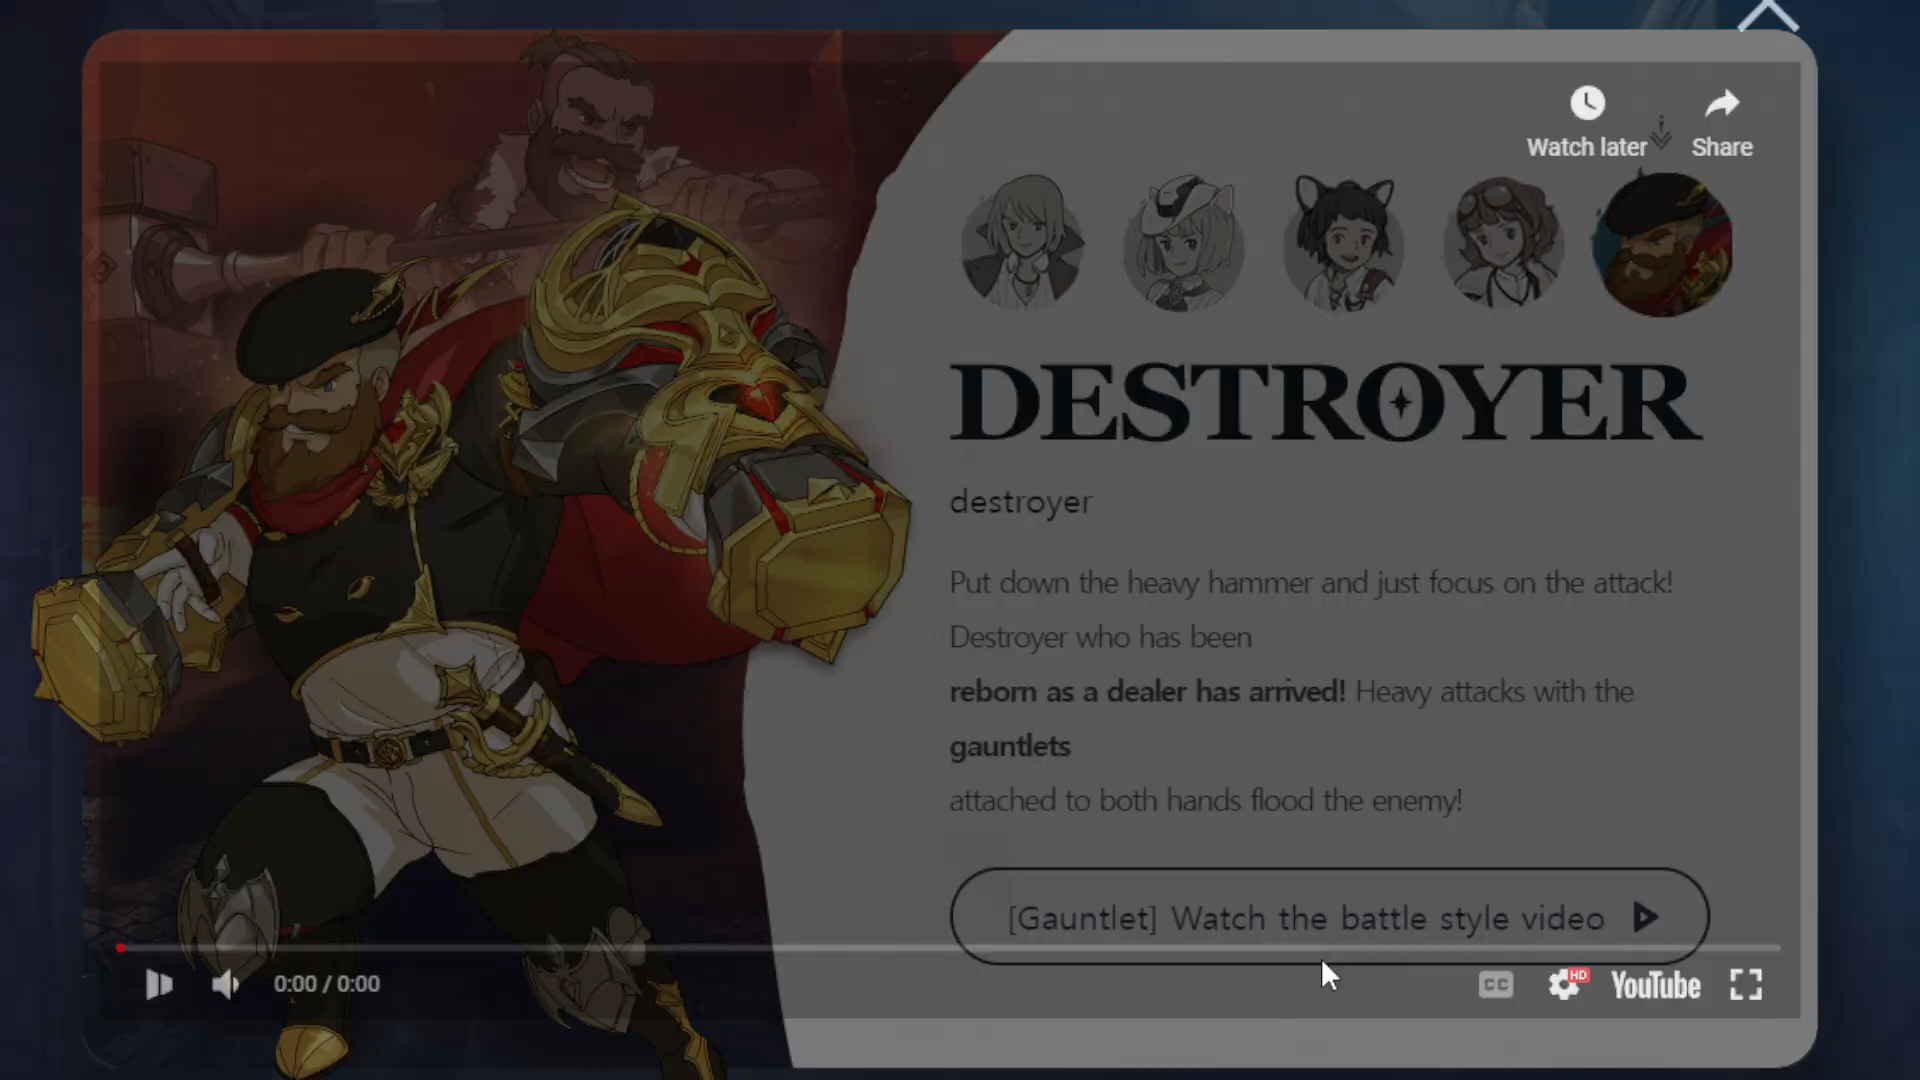 Watch later
Share
DESTROYER
destroyer
Put down the heavy hammer and just focus on the attack!
Destroyer who has been
reborn as a dealer has arrived! Heavy attacks with the
gauntlets
attached to both hands flood the enemy!
[Gauntlet] Watch the battle style video
0:00 / 0:00
CC
HD
YouTube